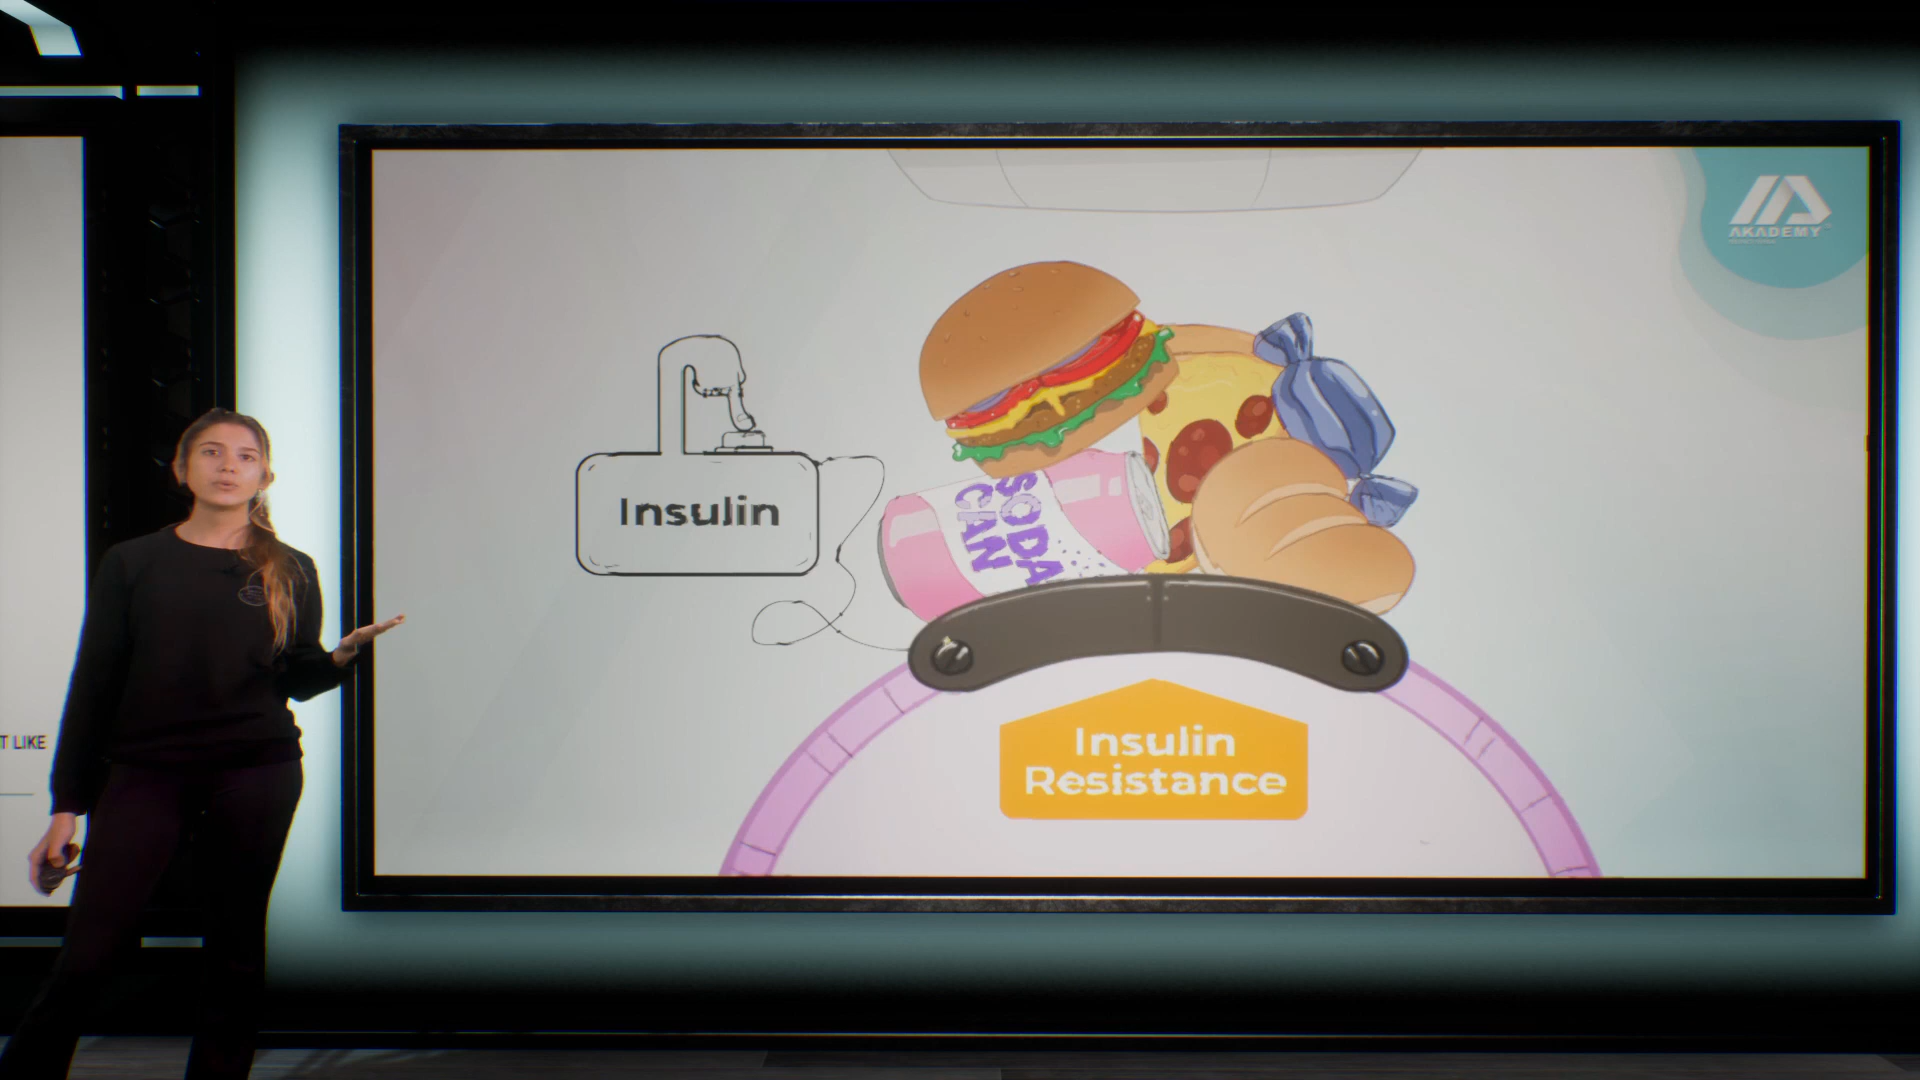 T LIKE
AKADEMY
Insulin
SODA
CAN
Insulin
Resistance